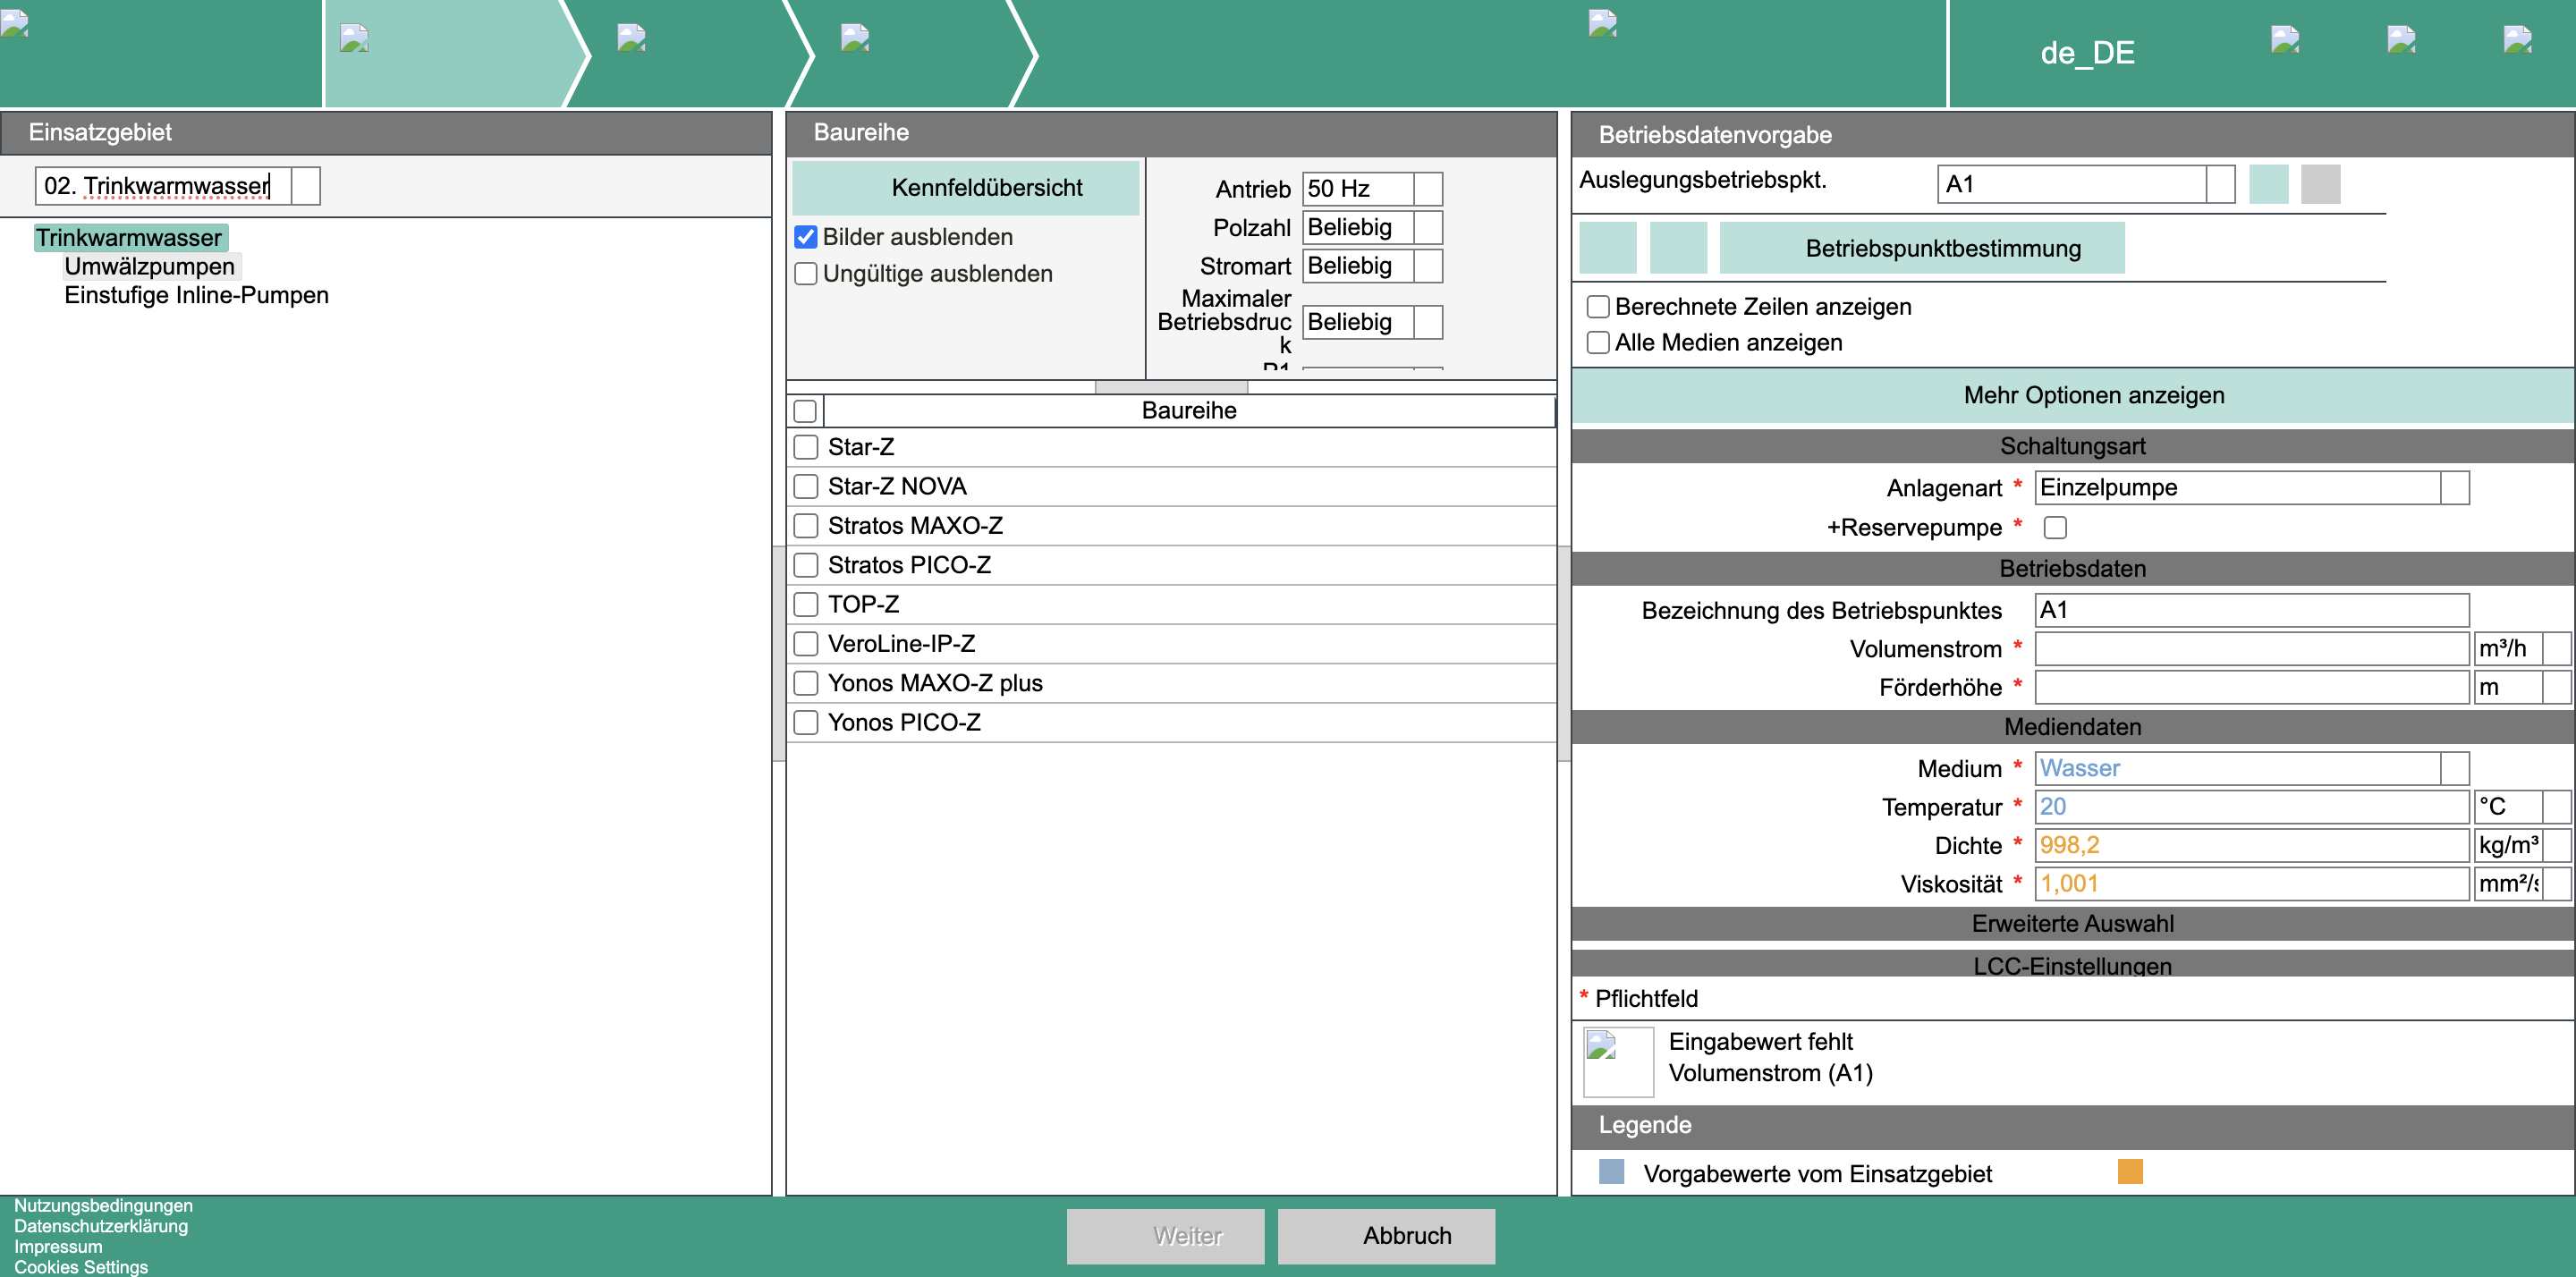 de_DE
Einsatzgebiet
02. Trinkwarmwasser
Trinkwarmwasser
Umwälzpumpen
Einstufige Inline-Pumpen
Baureihe
Kennfeldübersicht
Bilder ausblenden
Ungültige ausblenden
Antrieb 50 Hz
Polzahl Beliebig
Stromart Beliebig
Maximaler
Betriebsdruc Beliebig
k
Baureihe
Star-Z
Star-Z NOVA
Stratos MAXO-Z
Stratos PICO-Z
TOP-Z
VeroLine-IP-Z
Yonos MAXO-Z plus
Yonos PICO-Z
Betriebsdatenvorgabe
Auslegungsbetriebspkt. A1
Betriebspunktbestimmung
Berechnete Zeilen anzeigen
Alle Medien anzeigen
Mehr Optionen anzeigen
Schaltungsart
Anlagenart * Einzelpumpe
+Reservepumpe *
Betriebsdaten
Bezeichnung des Betriebspunktes A1
Volumenstrom * m³/h
Förderhöhe * m
Mediendaten
Medium * Wasser
Temperatur * 20 °C
Dichte * 998,2 kg/m³
Viskosität * 1,001 mm²/s
Erweiterte Auswahl
LCC-Einstellungen
* Pflichtfeld
Eingabewert fehlt
Volumenstrom (A1)
Legende
Vorgabewerte vom Einsatzgebiet
Nutzungsbedingungen
Datenschutzerklärung
Impressum
Cookies Settings
Weiter
Abbruch